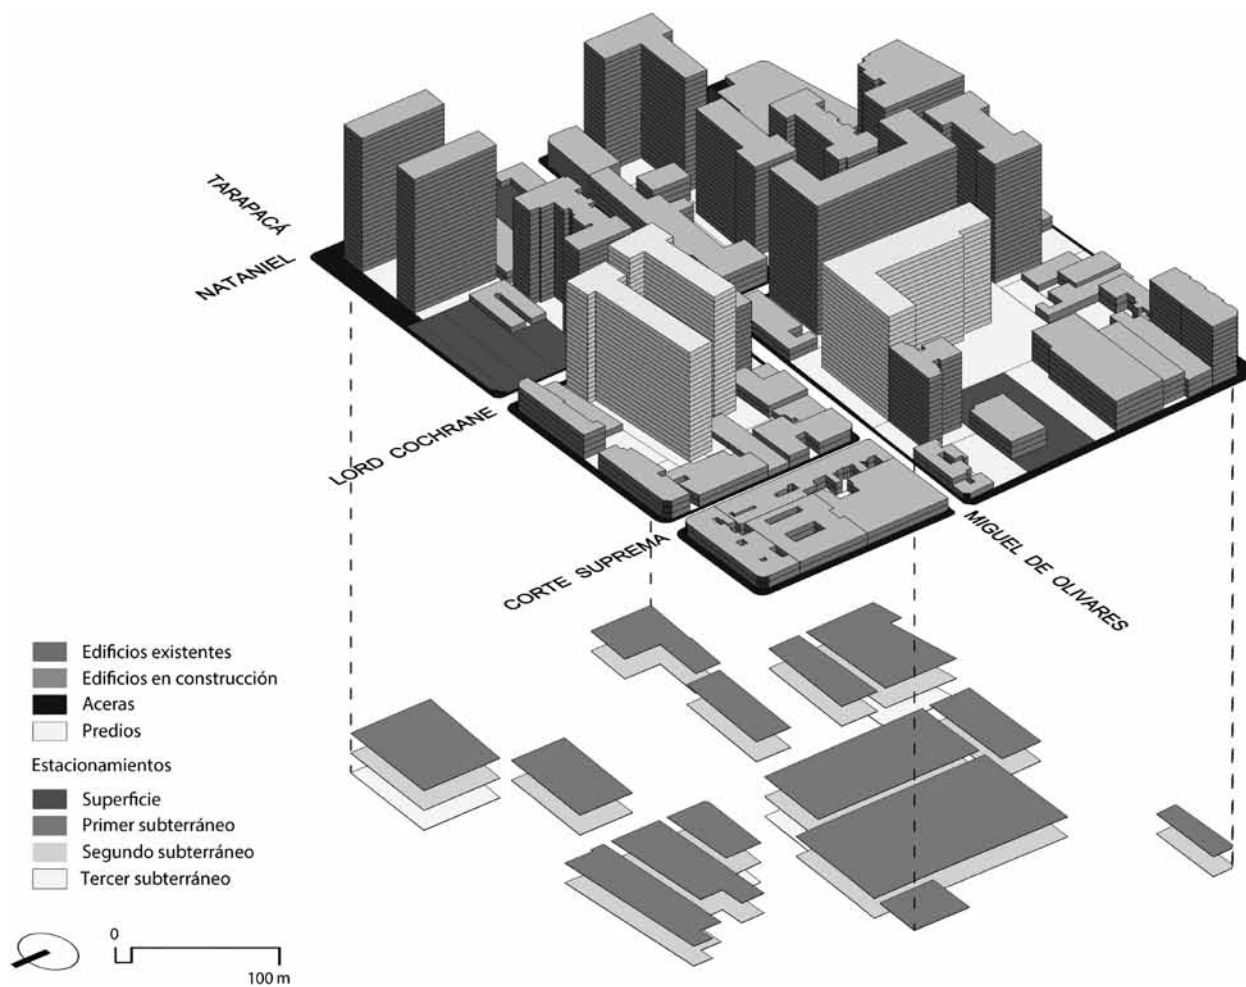 TARAPACÁ
NATANIEL
LORD COCHRANE
CORTE SUPREMA
MIGUEL DE OLIVARES
Edificios existentes
Edificios en construcción
Aceras
Predios
Estacionamientos
Superficie
Primer subterráneo
Segundo subterráneo
Tercer subterráneo
0
100 m